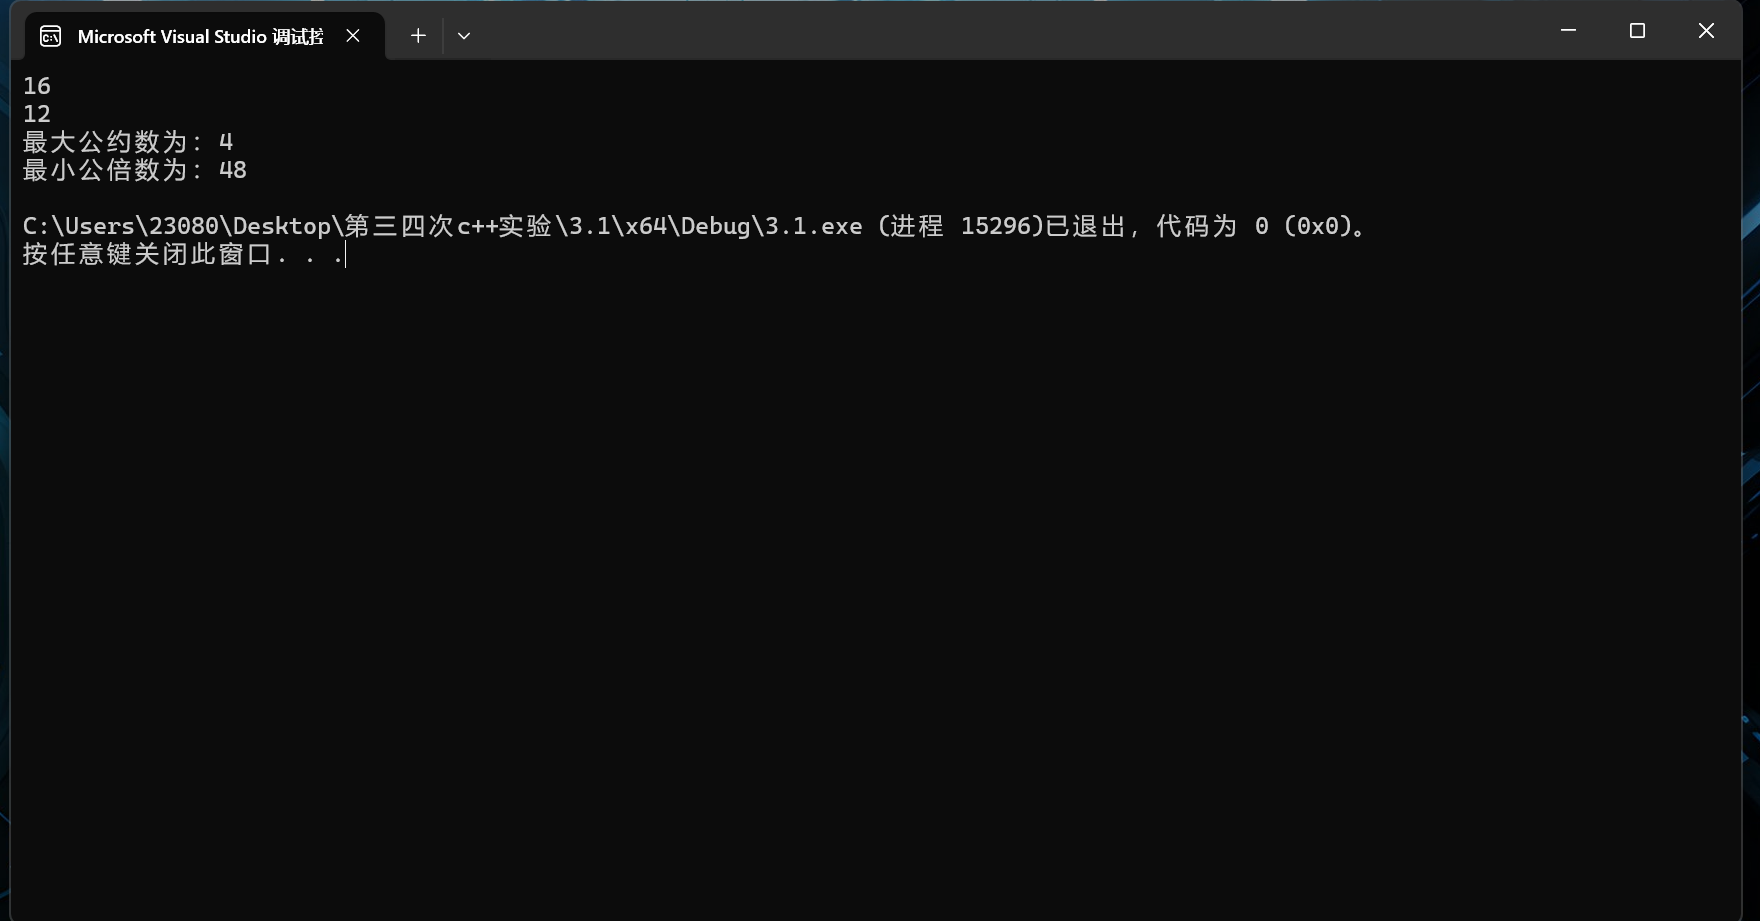 Microsoft Visual Studio 调试控
16
12
最大公约数为: 4
最小公倍数为: 48
C:\Users\23080\Desktop\第三四次c++实验\3.1\x64\Debug\3.1.exe (进程 15296)已退出，代码为 0 (0x0)。
按任意键关闭此窗口. . .